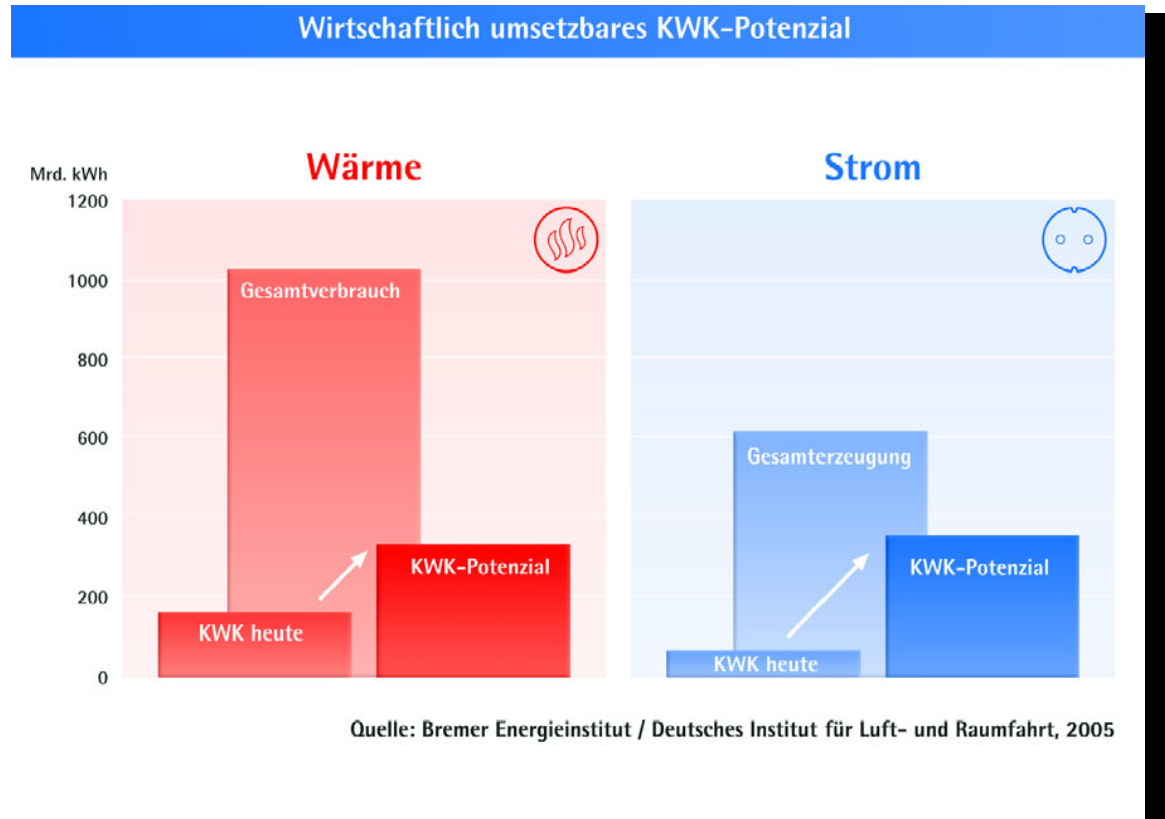 Wirtschaftlich umsetzbares KWK-Potenzial
Wärme
Strom
Mrd. kWh
1200
1000
800
600
400
200
0
Gesamtverbrauch
KWK-Potenzial
KWK heute
Gesamterzeugung
KWK-Potenzial
KWK heute
Quelle: Bremer Energieinstitut / Deutsches Institut für Luft- und Raumfahrt, 2005